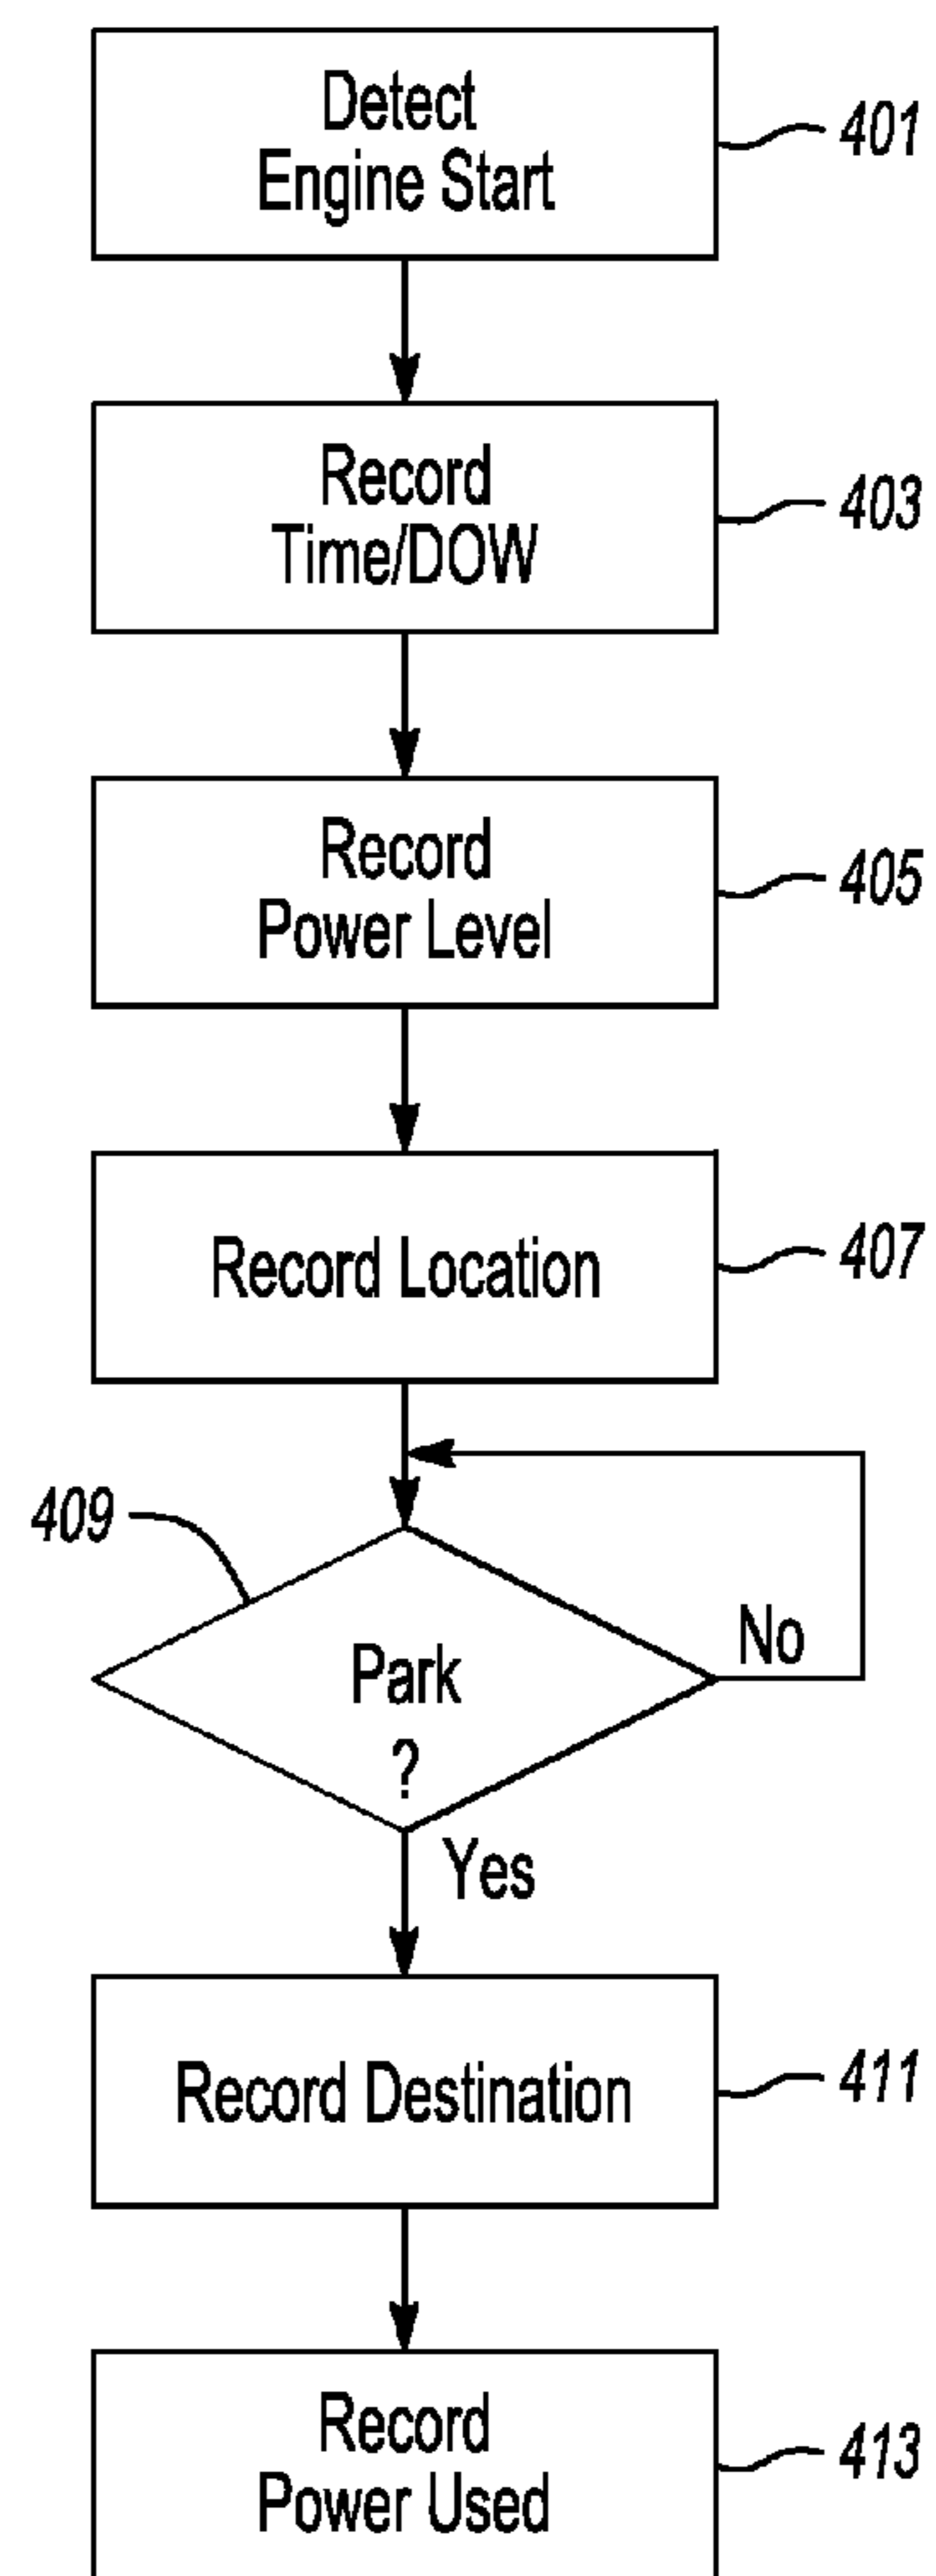 Detect
Engine Start
401
Record
Time/DOW
403
Record
Power Level
405
Record Location
407
409
Park
?
No
Yes
Record Destination
411
Record
Power Used
413